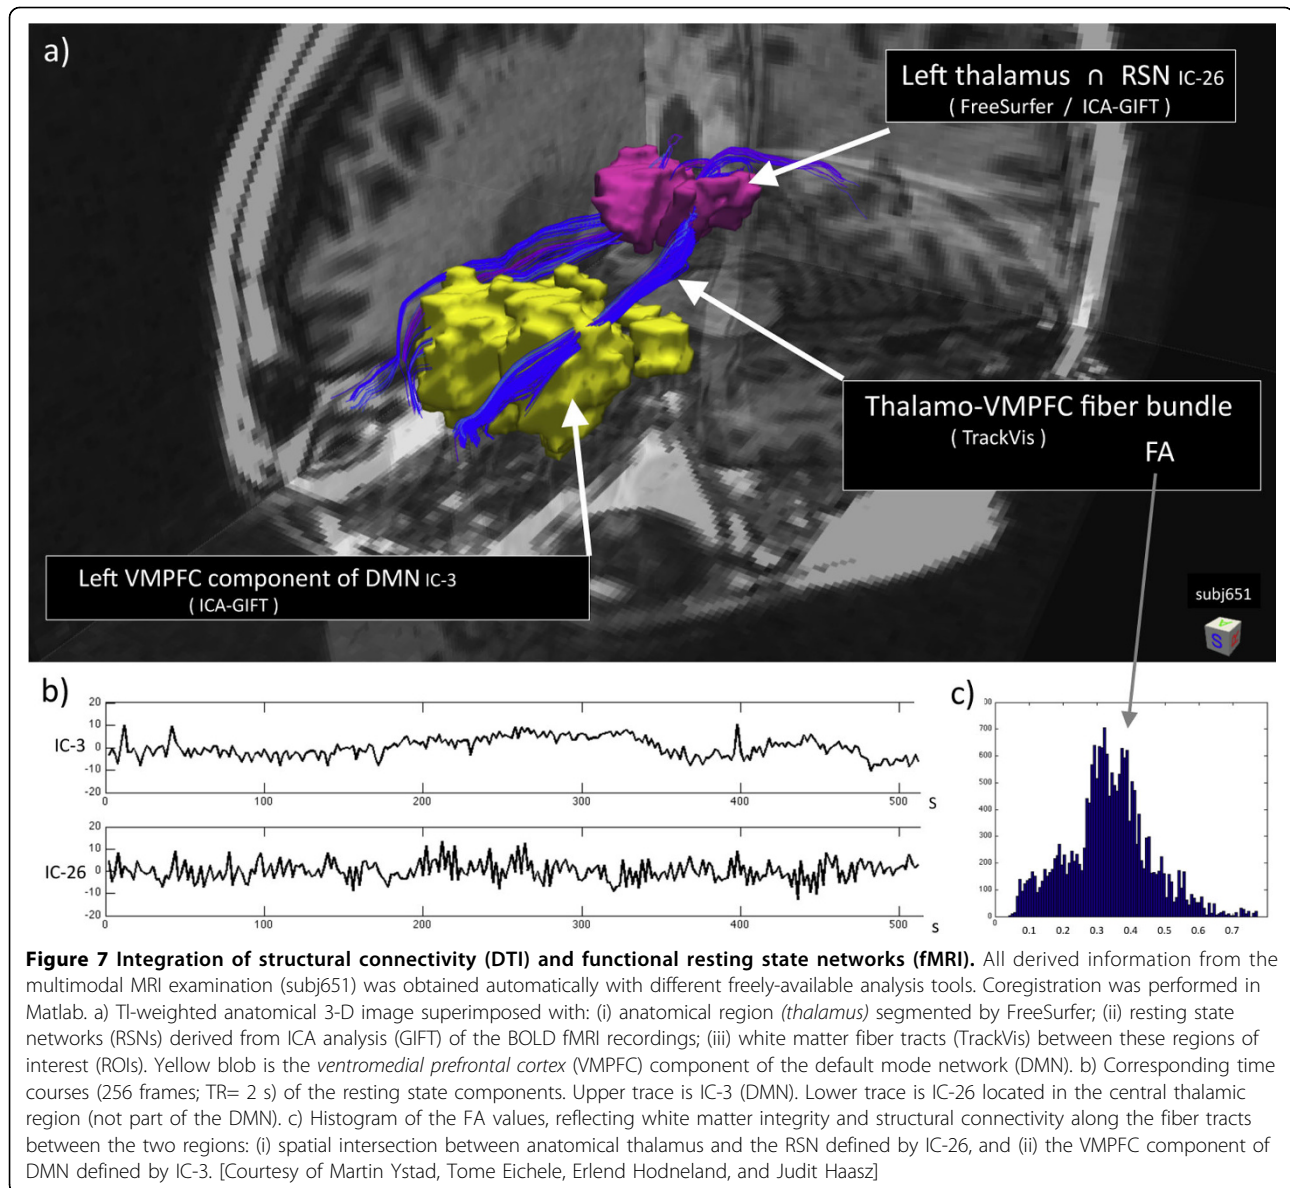 a)
Left thalamus ∩ RSN IC-26
( FreeSurfer / ICA-GIFT )
Thalamo-VMPFC fiber bundle
( TrackVis )
FA
Left VMPFC component of DMN IC-3
( ICA-GIFT )
subj651
A
S
b)
20
10
IC-3
0
-10
-20
0
100
200
300
400
500
S
20
10
IC-26
0
-10
-20
0
100
200
300
400
500
S
c)
700
600
500
400
300
200
100
0
0.1
0.2
0.3
0.4
0.5
0.6
0.7
Figure 7 Integration of structural connectivity (DTI) and functional resting state networks (fMRI). All derived information from the
multimodal MRI examination (subj651) was obtained automatically with different freely-available analysis tools. Coregistration was performed in
Matlab. a) Tl-weighted anatomical 3-D image superimposed with: (i) anatomical region (thalamus) segmented by FreeSurfer; (ii) resting state
networks (RSNs) derived from ICA analysis (GIFT) of the BOLD fMRI recordings; (iii) white matter fiber tracts (TrackVis) between these regions of
interest (ROIs). Yellow blob is the ventromedial prefrontal cortex (VMPFC) component of the default mode network (DMN). b) Corresponding time
courses (256 frames; TR= 2 s) of the resting state components. Upper trace is IC-3 (DMN). Lower trace is IC-26 located in the central thalamic
region (not part of the DMN). c) Histogram of the FA values, reflecting white matter integrity and structural connectivity along the fiber tracts
between the two regions: (i) spatial intersection between anatomical thalamus and the RSN defined by IC-26, and (ii) the VMPFC component of
DMN defined by IC-3. [Courtesy of Martin Ystad, Tome Eichele, Erlend Hodneland, and Judit Haasz]